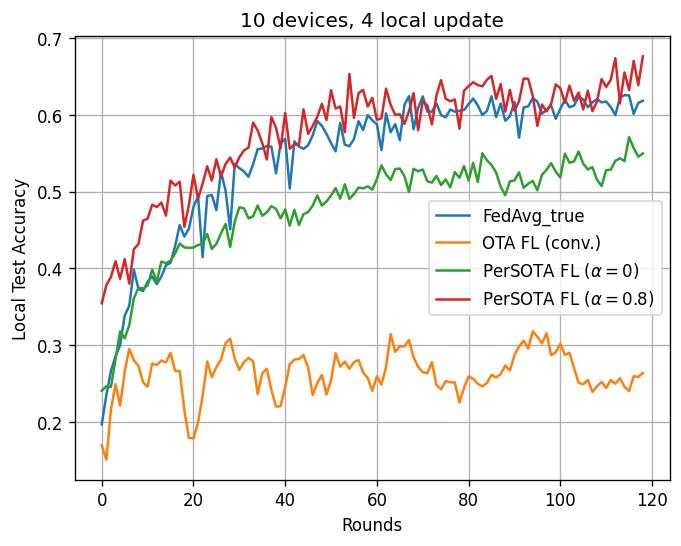 10 devices, 4 local update
Local Test Accuracy
0.7
0.6
0.5
0.4
0.3
0.2
FedAvg_true
OTA FL (conv.)
PerSOTA FL (α = 0)
PerSOTA FL (α = 0.8)
0 20 40 60 80 100 120
Rounds